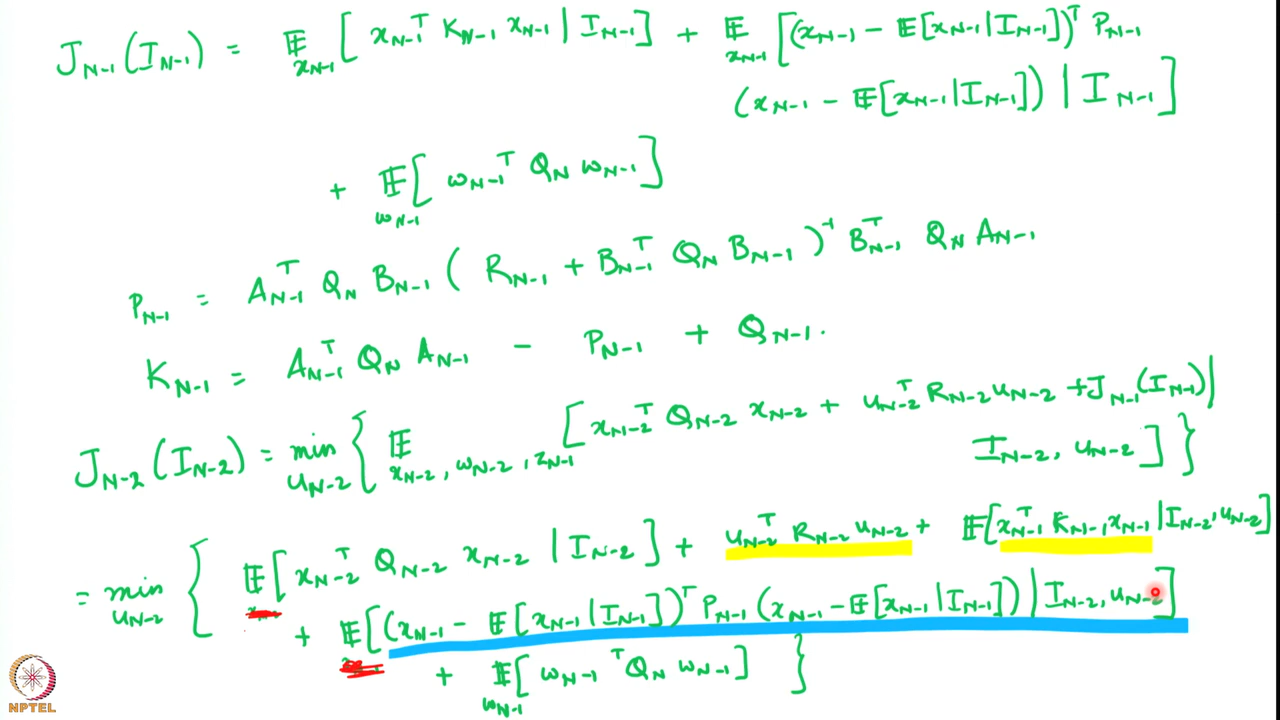 J_{N-1}(I_{N-1}) = 𝔼_{x_{N-1}} [ x_{N-1}^T K_{N-1} x_{N-1} | I_{N-1} ] + 𝔼_{x_{N-1}} [ (x_{N-1} - 𝔼[x_{N-1}|I_{N-1}])^T P_{N-1}
(x_{N-1} - 𝔼[x_{N-1}|I_{N-1}]) | I_{N-1} ]
+ 𝔼_{w_{N-1}} [ w_{N-1}^T Q_N w_{N-1} ]
P_{N-1} = A_{N-1}^T Q_N B_{N-1} ( R_{N-1} + B_{N-1}^T Q_N B_{N-1} )^{-1} B_{N-1}^T Q_N A_{N-1}.
K_{N-1} = A_{N-1}^T Q_N A_{N-1} - P_{N-1} + Q_{N-1}.
J_{N-2}(I_{N-2}) = min_{u_{N-2}} { 𝔼_{x_{N-2}, w_{N-2}, z_{N-1}} [ x_{N-2}^T Q_{N-2} x_{N-2} + u_{N-2}^T R_{N-2} u_{N-2} + J_{N-1}(I_{N-1}) |
I_{N-2}, u_{N-2} ] }
= min_{u_{N-2}} { 𝔼 [ x_{N-2}^T Q_{N-2} x_{N-2} | I_{N-2} ] + u_{N-2}^T R_{N-2} u_{N-2} + 𝔼[ x_{N-1}^T K_{N-1} x_{N-1} | I_{N-2}, u_{N-2} ]
+ 𝔼 [ (x_{N-1} - 𝔼[x_{N-1}|I_{N-1}])^T P_{N-1} (x_{N-1} - 𝔼[x_{N-1}|I_{N-1}]) | I_{N-2}, u_{N-2} ]
+ 𝔼_{w_{N-1}} [ w_{N-1}^T Q_N w_{N-1} ] }
NPTEL